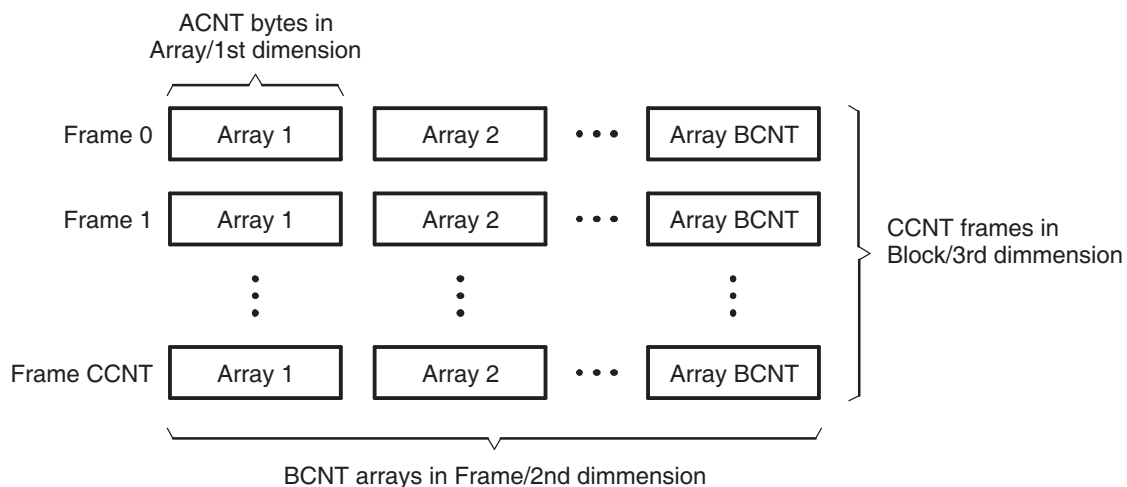 ACNT bytes in
Array/1st dimension
Frame 0 Array 1 Array 2 Array BCNT
Frame 1 Array 1 Array 2 Array BCNT
CCNT frames in
Block/3rd dimmension
Frame CCNT Array 1 Array 2 Array BCNT
BCNT arrays in Frame/2nd dimmension